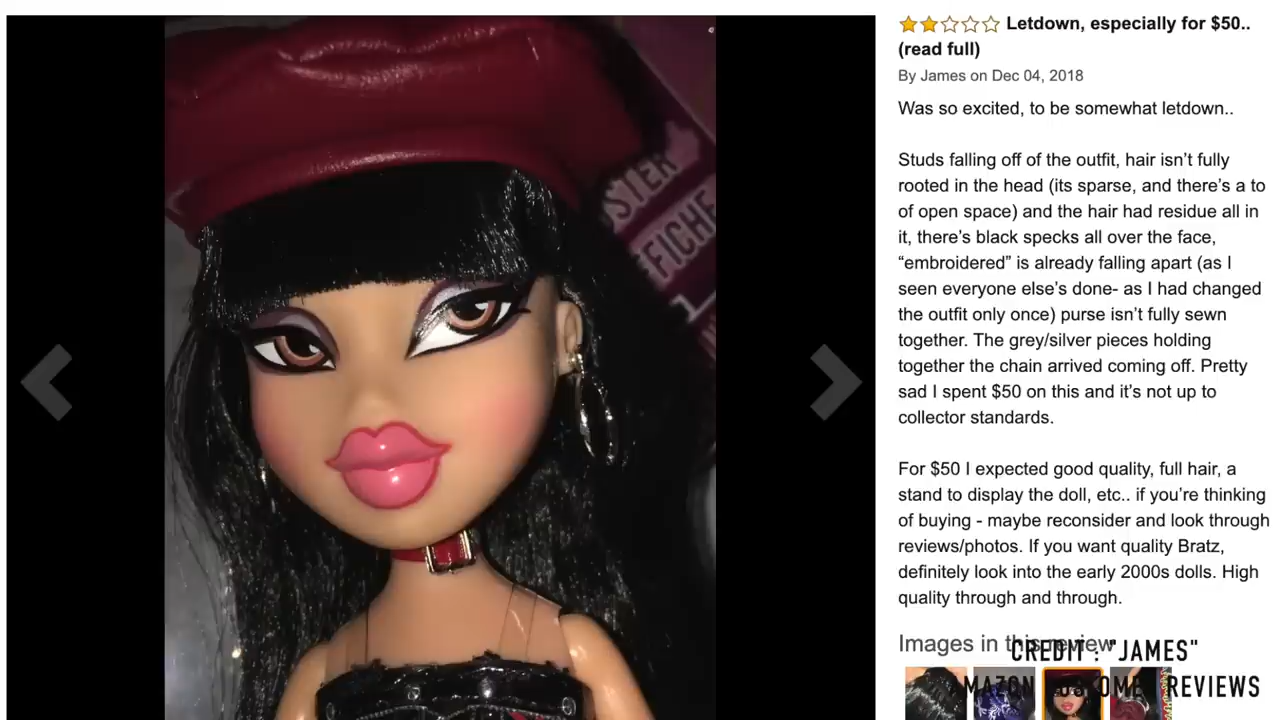 Letdown, especially for $50..
(read full)
By James on Dec 04, 2018
Was so excited, to be somewhat letdown..
Studs falling off of the outfit, hair isn’t fully
rooted in the head (its sparse, and there’s a to
of open space) and the hair had residue all in
it, there’s black specks all over the face,
“embroidered” is already falling apart (as I
seen everyone else’s done- as I had changed
the outfit only once) purse isn’t fully sewn
together. The grey/silver pieces holding
together the chain arrived coming off. Pretty
sad I spent $50 on this and it’s not up to
collector standards.
For $50 I expected good quality, full hair, a
stand to display the doll, etc.. if you’re thinking
of buying - maybe reconsider and look through
reviews/photos. If you want quality Bratz,
definitely look into the early 2000s dolls. High
quality through and through.
Images in this review
CREDIT : "JAMES"
AMAZON CUSTOMER REVIEWS
OSTER
FFICHE